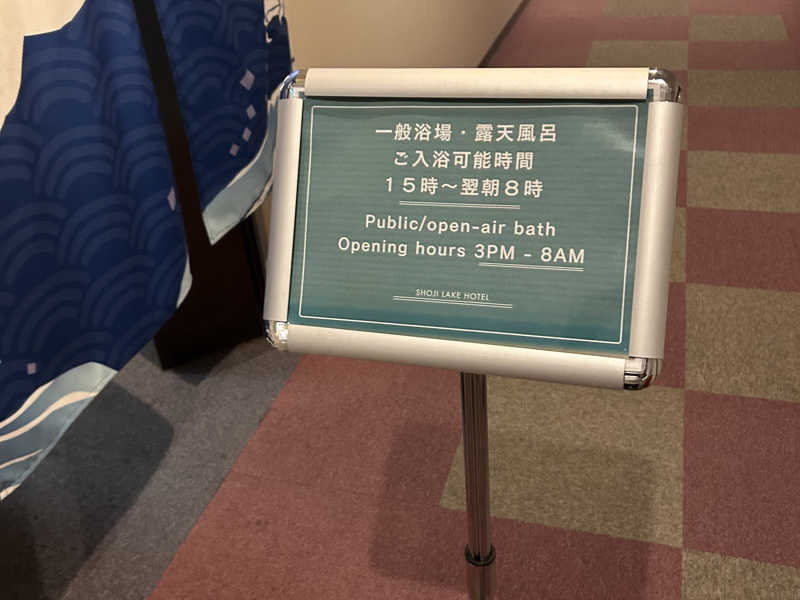 一般浴場・露天風呂
ご入浴可能時間
１５時～翌朝８時
Public/open-air bath
Opening hours 3PM - 8AM
SHOJI LAKE HOTEL